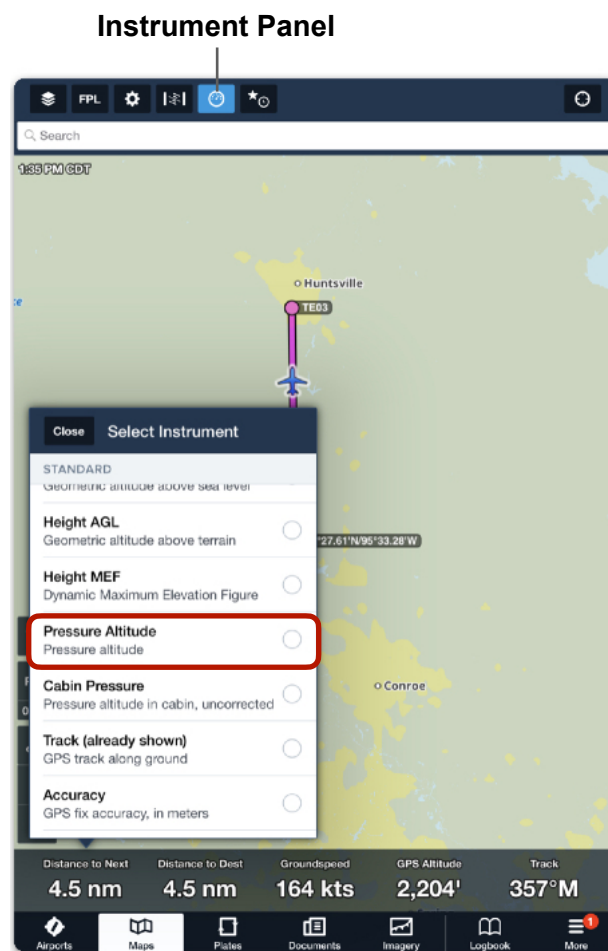 Instrument Panel
FPL
Search
1:35 PM CDT
Huntsville
TE03
Close Select Instrument
STANDARD
Geometric altitude above sea level
Height AGL
Geometric altitude above terrain
°27.61'N/95°33.28'W
Height MEF
Dynamic Maximum Elevation Figure
Pressure Altitude
Pressure altitude
Cabin Pressure
Pressure altitude in cabin, uncorrected
Conroe
Track (already shown)
GPS track along ground
Accuracy
GPS fix accuracy, in meters
Distance to Next Distance to Dest Groundspeed GPS Altitude Track
4.5 nm 4.5 nm 164 kts 2,204' 357°M
1
Airports Maps Plates Documents Imagery Logbook More